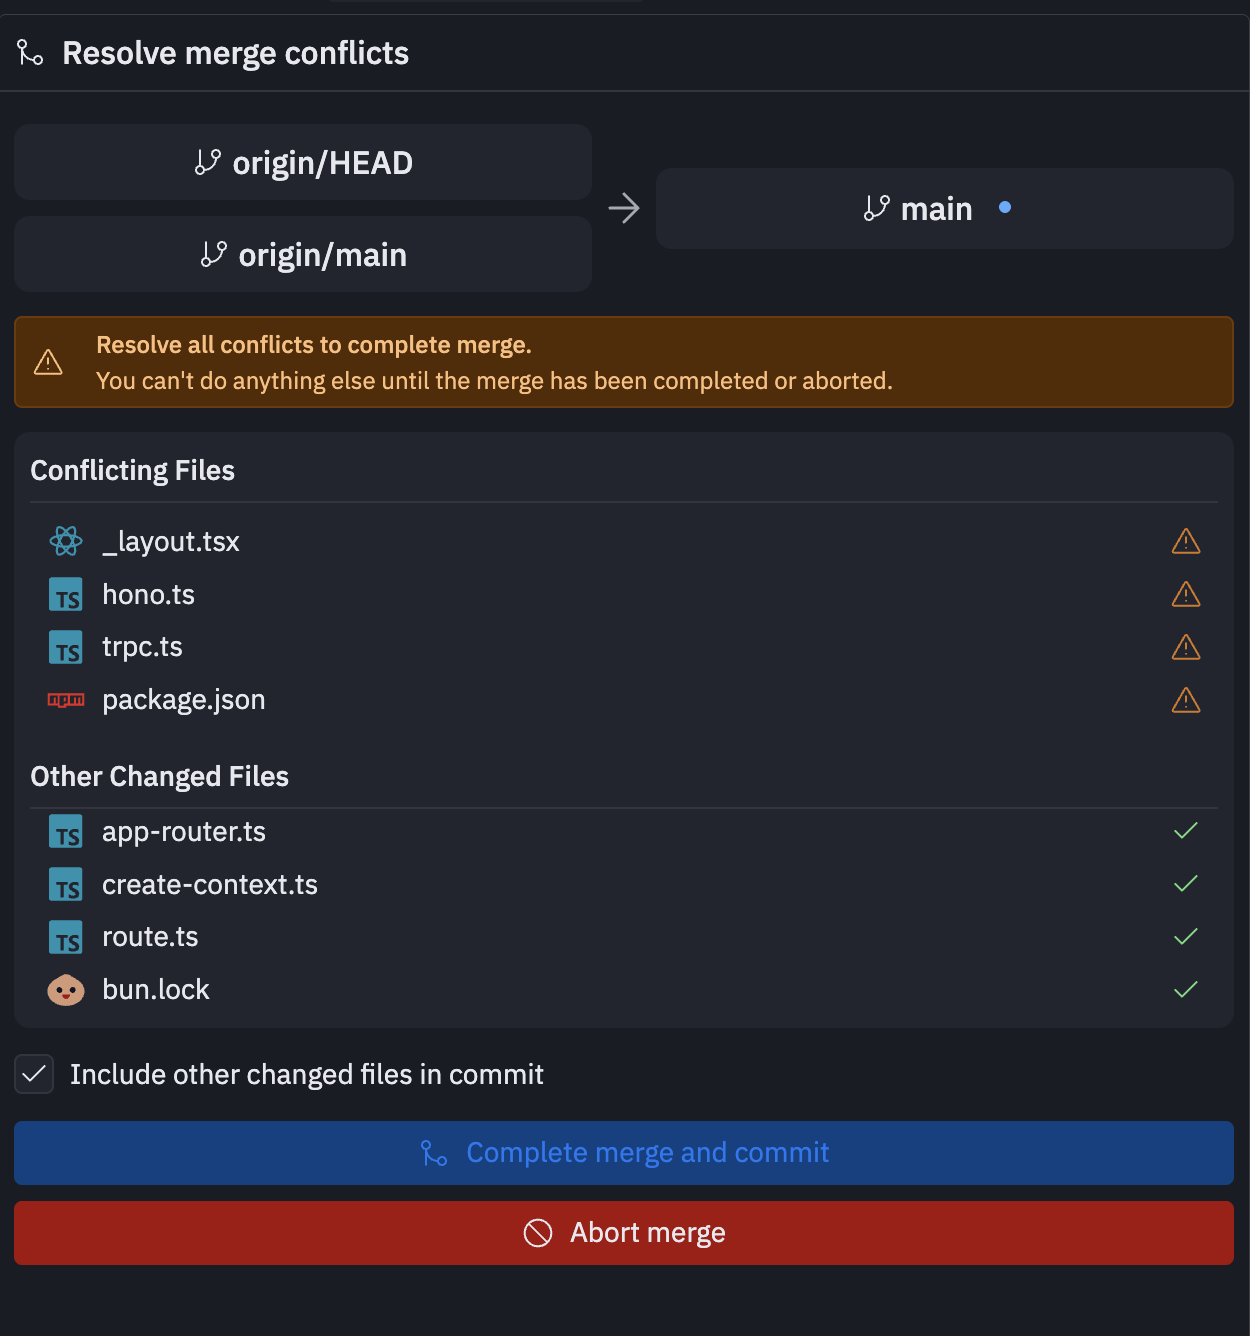 Resolve merge conflicts
origin/HEAD
origin/main
main
Resolve all conflicts to complete merge.
You can't do anything else until the merge has been completed or aborted.
Conflicting Files
_layout.tsx
TS hono.ts
TS trpc.ts
npm package.json
Other Changed Files
TS app-router.ts
TS create-context.ts
TS route.ts
bun.lock
Include other changed files in commit
Complete merge and commit
Abort merge